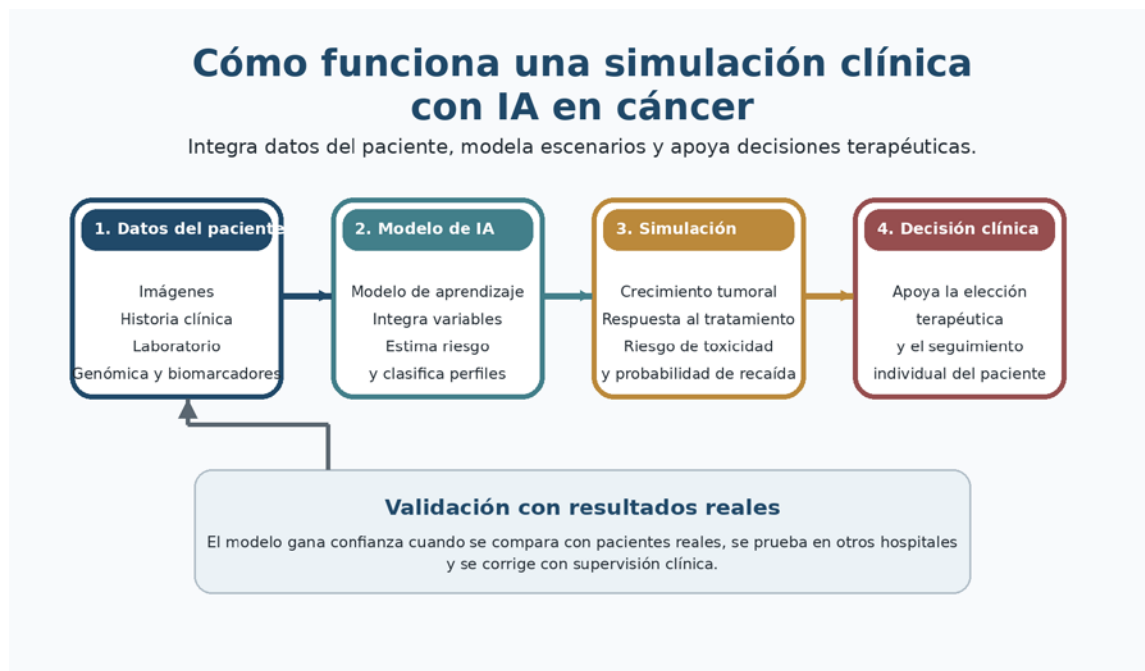 Cómo funciona una simulación clínica
con IA en cáncer
Integra datos del paciente, modela escenarios y apoya decisiones terapéuticas.
1. Datos del paciente
Imágenes
Historia clínica
Laboratorio
Genómica y biomarcadores
2. Modelo de IA
Modelo de aprendizaje
Integra variables
Estima riesgo
y clasifica perfiles
3. Simulación
Crecimiento tumoral
Respuesta al tratamiento
Riesgo de toxicidad
y probabilidad de recaída
4. Decisión clínica
Apoya la elección
terapéutica
y el seguimiento
individual del paciente
Validación con resultados reales
El modelo gana confianza cuando se compara con pacientes reales, se prueba en otros hospitales
y se corrige con supervisión clínica.